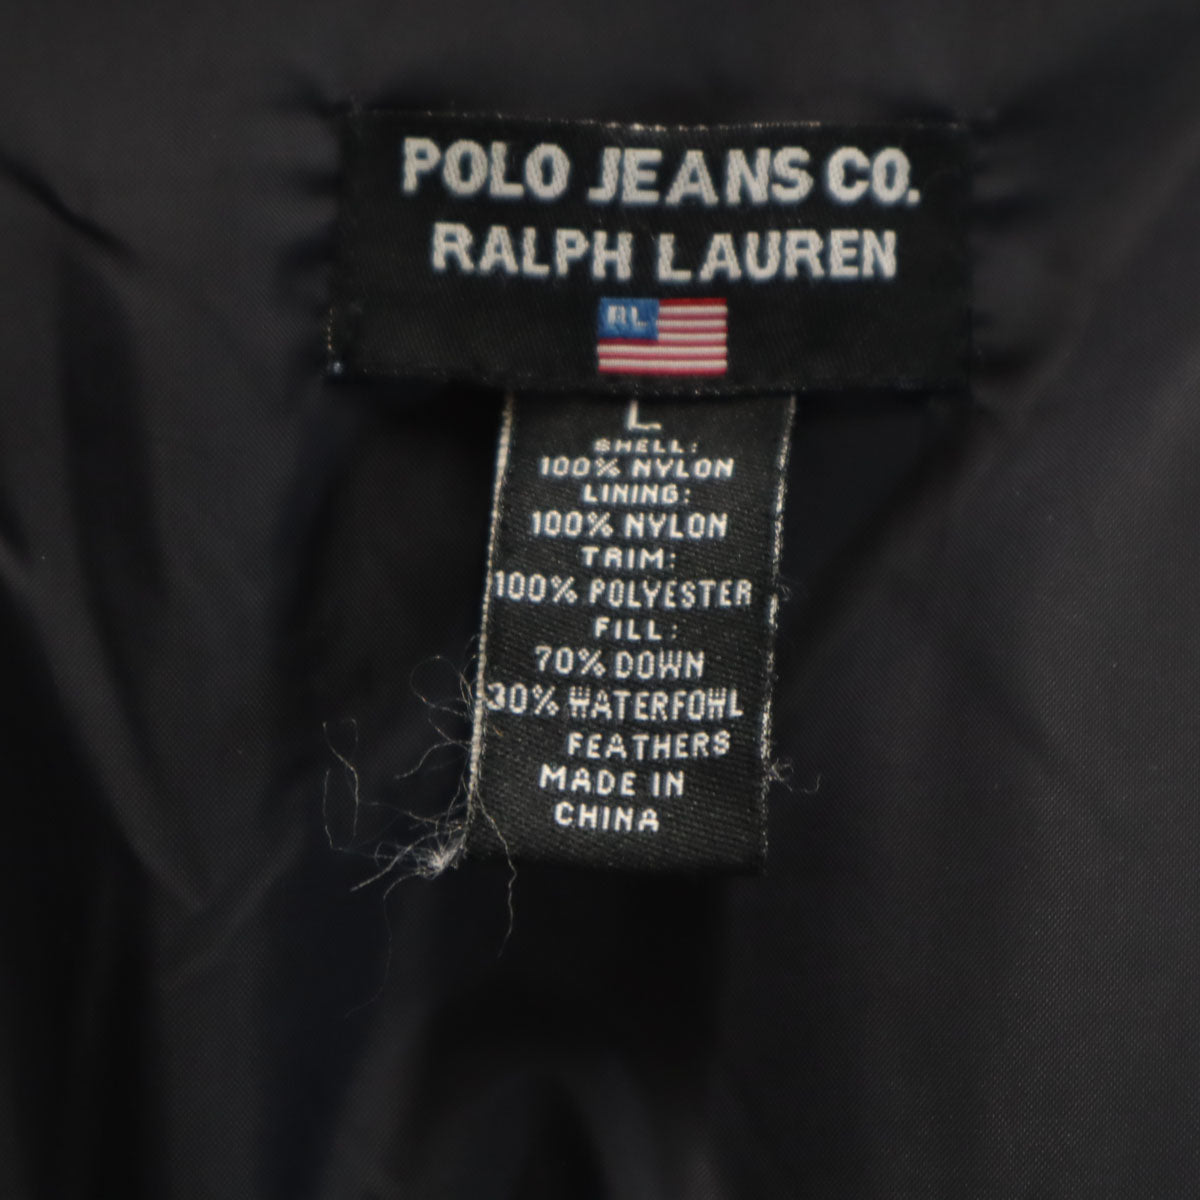 POLO JEANS CO.
RALPH LAUREN
RL
L
SHELL:
100% NYLON
LINING:
100% NYLON
TRIM:
100% POLYESTER
FILL:
70% DOWN
30% WATERFOWL
FEATHERS
MADE IN
CHINA